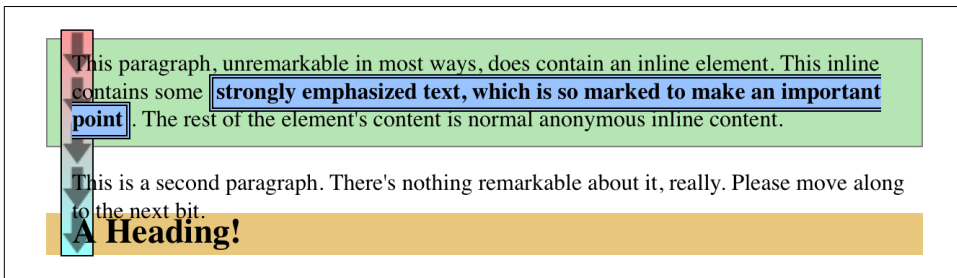 This paragraph, unremarkable in most ways, does contain an inline element. This inline
contains some strongly emphasized text, which is so marked to make an important
point. The rest of the element's content is normal anonymous inline content.
This is a second paragraph. There's nothing remarkable about it, really. Please move along
to the next bit.
A Heading!